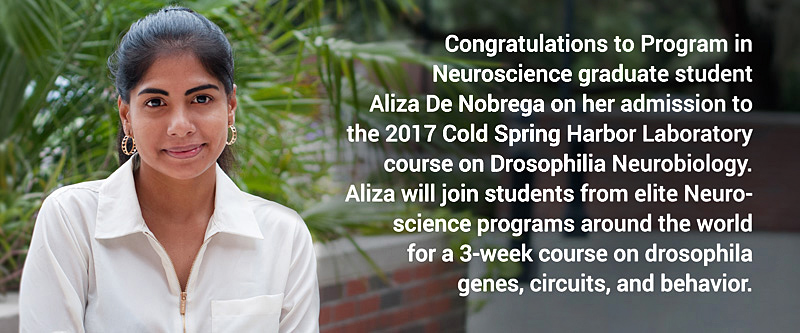 Congratulations to Program in
Neuroscience graduate student
Aliza De Nobrega on her admission to
the 2017 Cold Spring Harbor Laboratory
course on Drosophilia Neurobiology.
Aliza will join students from elite Neuro-
science programs around the world
for a 3-week course on drosophila
genes, circuits, and behavior.